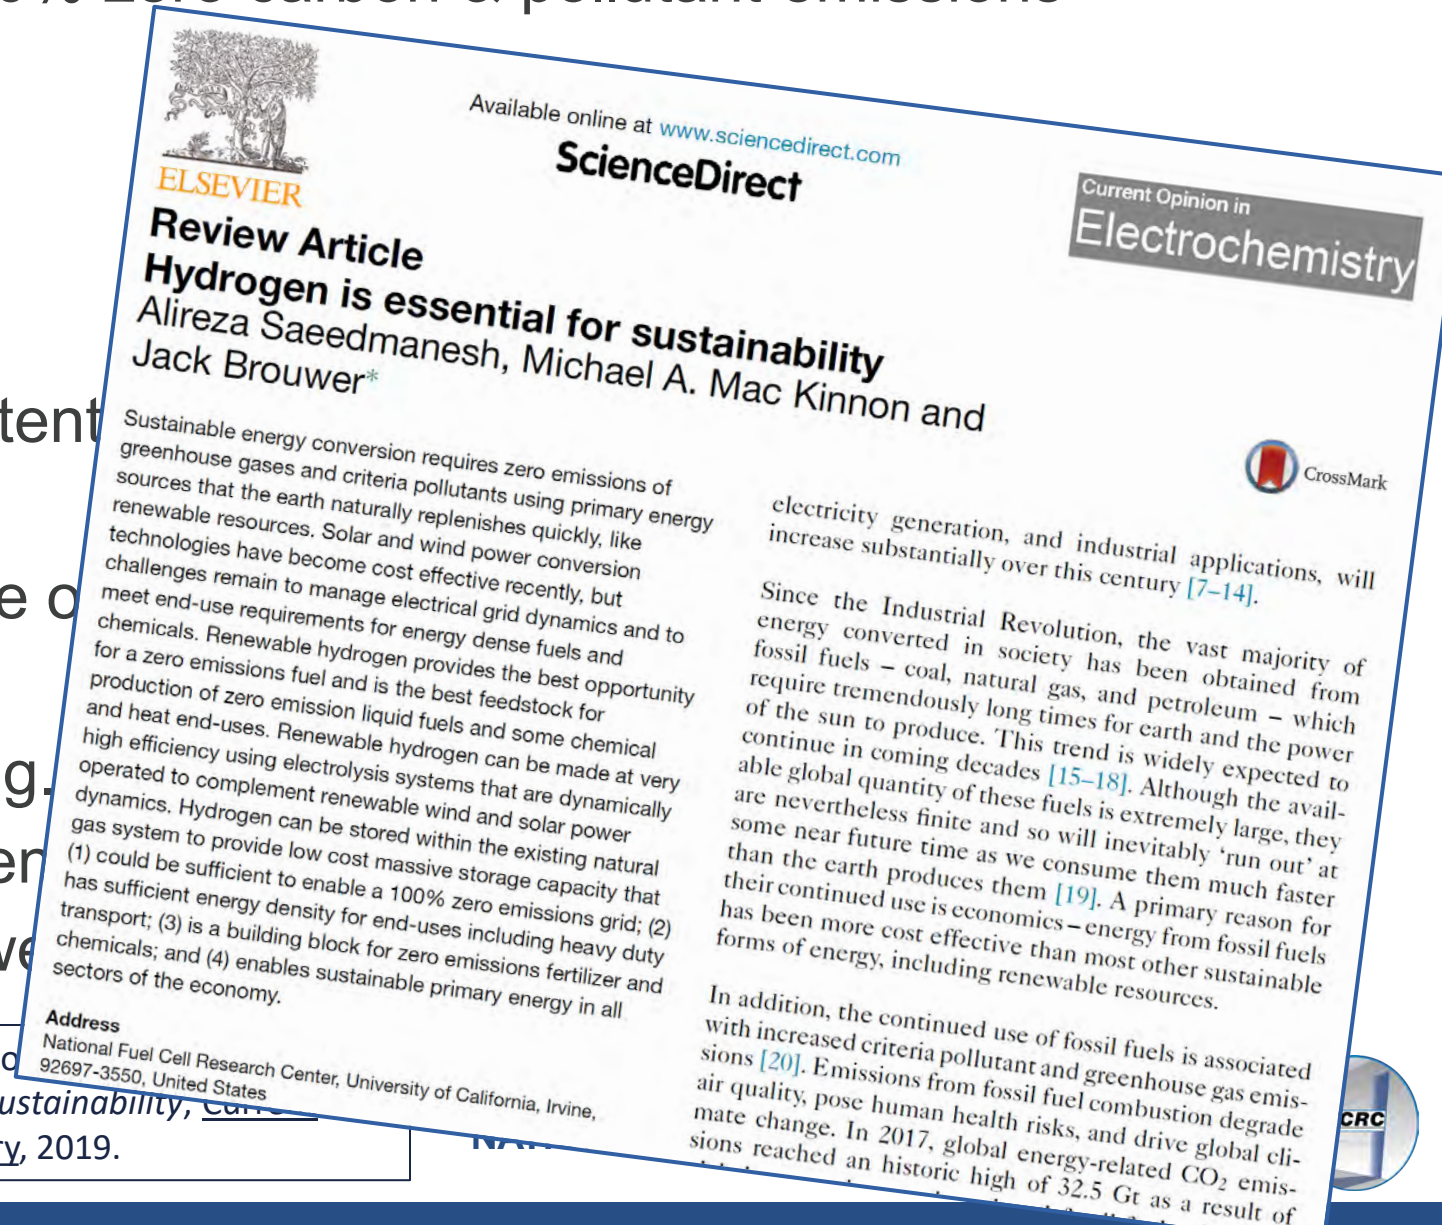 % zero carbon & pollutant emissions
ELSEVIER
Available online at www.sciencedirect.com
ScienceDirect
Current Opinion in
Electrochemistry
Review Article
Hydrogen is essential for sustainability
Alireza Saeedmanesh, Michael A. Mac Kinnon and
Jack Brouwer*
CrossMark
Sustainable energy conversion requires zero emissions of
greenhouse gases and criteria pollutants using primary energy
sources that the earth naturally replenishes quickly, like
renewable resources. Solar and wind power conversion
technologies have become cost effective recently, but
challenges remain to manage electrical grid dynamics and to
meet end-use requirements for energy dense fuels and
chemicals. Renewable hydrogen provides the best opportunity
for a zero emissions fuel and is the best feedstock for
production of zero emission liquid fuels and some chemical
and heat end-uses. Renewable hydrogen can be made at very
high efficiency using electrolysis systems that are dynamically
operated to complement renewable wind and solar power
dynamics. Hydrogen can be stored within the existing natural
gas system to provide low cost massive storage capacity that
(1) could be sufficient to enable a 100% zero emissions grid; (2)
has sufficient energy density for end-uses including heavy duty
transport; (3) is a building block for zero emissions fertilizer and
chemicals; and (4) enables sustainable primary energy in all
sectors of the economy.
Address
National Fuel Cell Research Center, University of California, Irvine,
92697-3550, United States
electricity generation, and industrial applications, will
increase substantially over this century [7–14].
Since the Industrial Revolution, the vast majority of
energy converted in society has been obtained from
fossil fuels – coal, natural gas, and petroleum – which
require tremendously long times for earth and the power
of the sun to produce. This trend is widely expected to
continue in coming decades [15–18]. Although the avail-
able global quantity of these fuels is extremely large, they
are nevertheless finite and so will inevitably ‘run out’ at
some near future time as we consume them much faster
than the earth produces them [19]. A primary reason for
their continued use is economics – energy from fossil fuels
has been more cost effective than most other sustainable
forms of energy, including renewable resources.
In addition, the continued use of fossil fuels is associated
with increased criteria pollutant and greenhouse gas emis-
sions [20]. Emissions from fossil fuel combustion degrade
air quality, pose human health risks, and drive global cli-
mate change. In 2017, global energy-related CO₂ emis-
sions reached an historic high of 32.5 Gt as a result of
tent
e o
g.
en
we
ustainability,
ry, 2019.
CRC